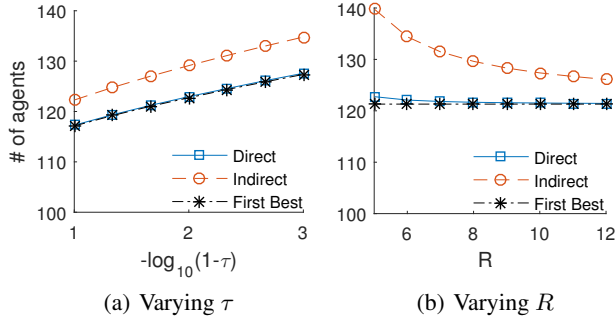 140
130
120
110
100
# of agents
Direct
Indirect
First Best
1
2
3
-log10(1-τ)
(a) Varying τ
140
130
120
110
100
Direct
Indirect
First Best
6
8
10
12
R
(b) Varying R